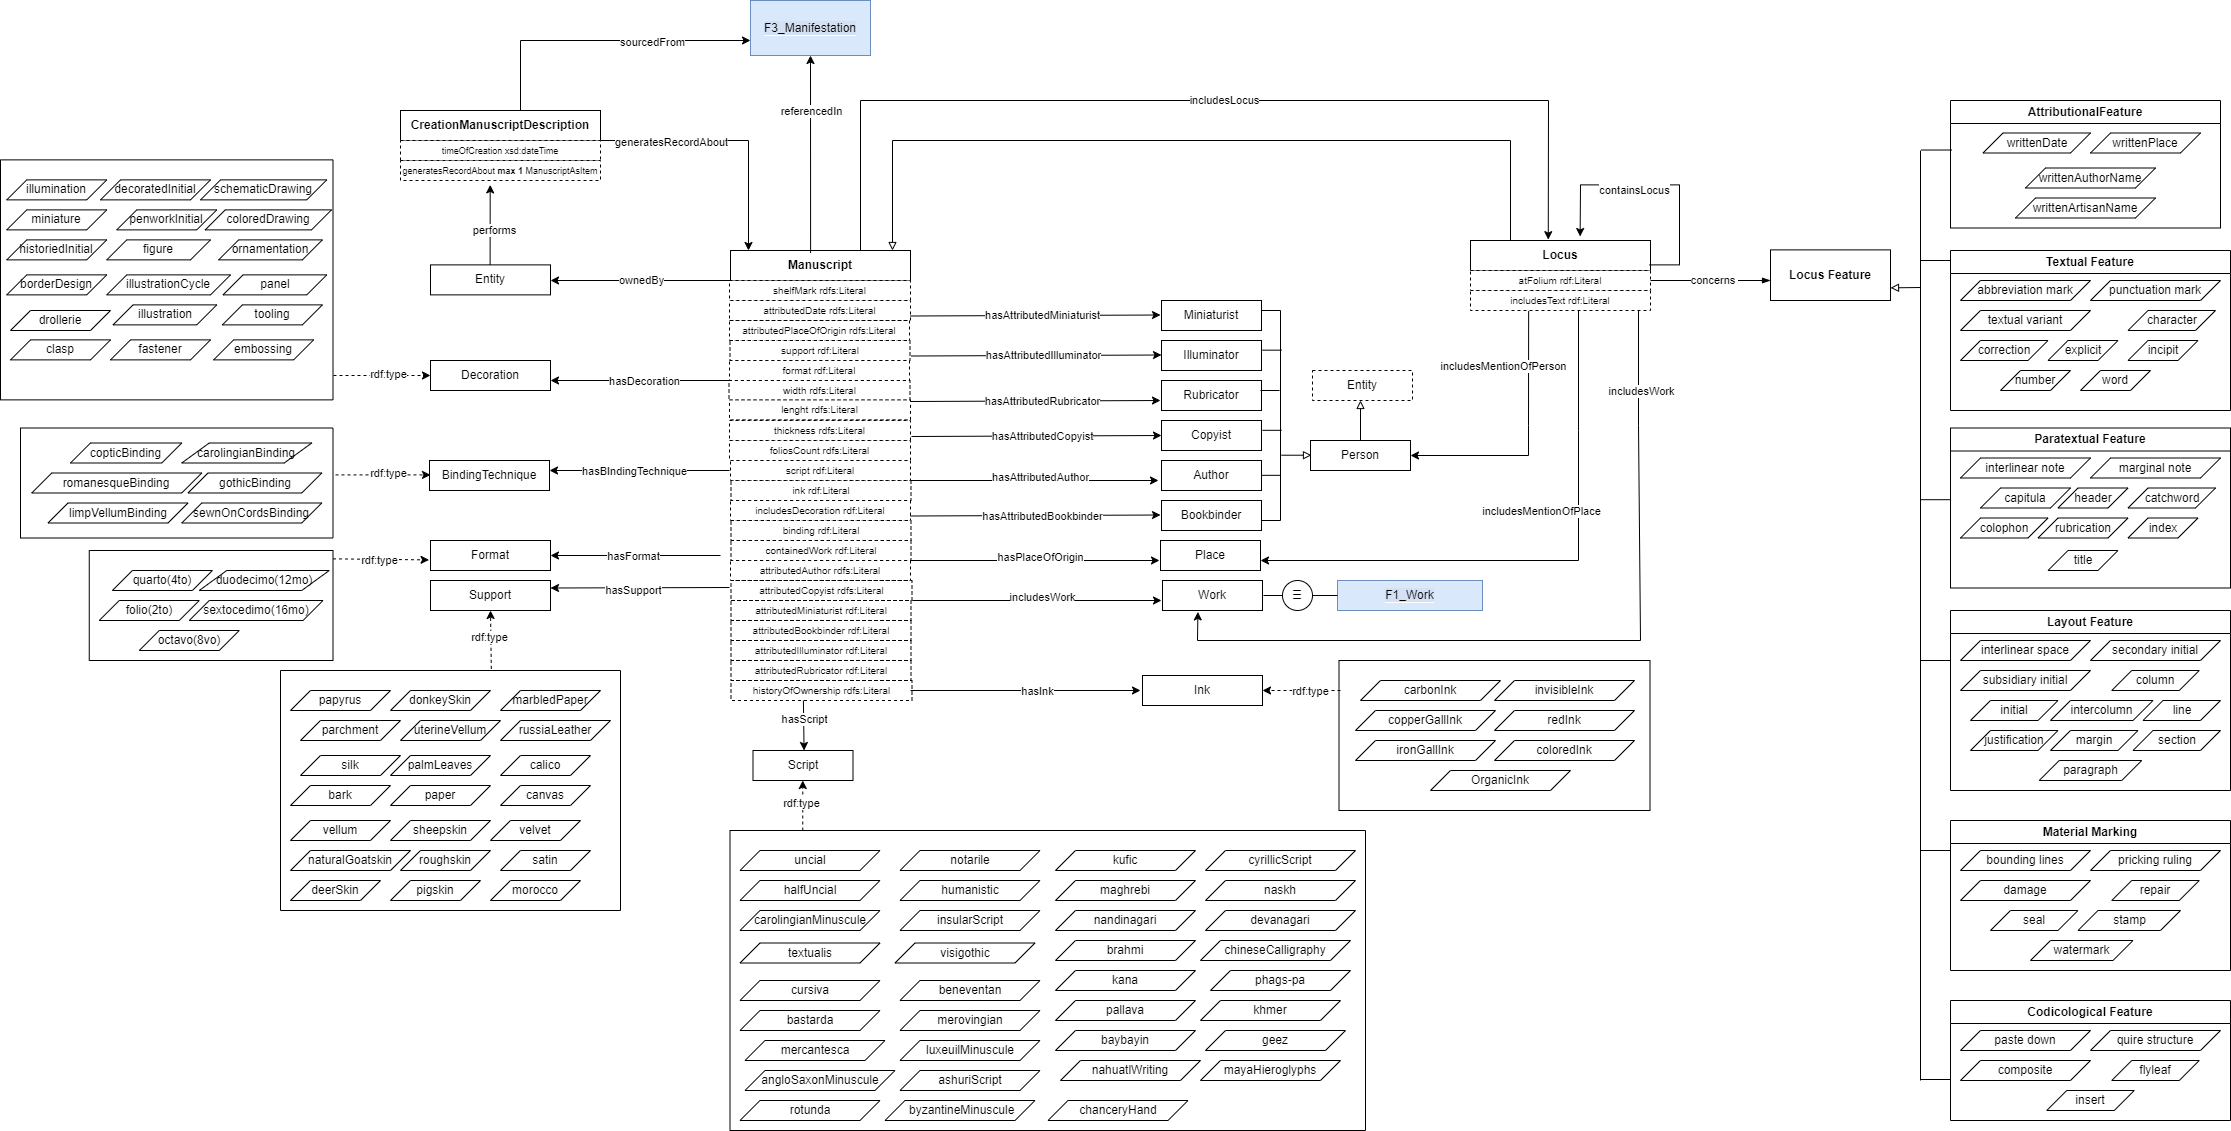 F3_Manifestation
sourcedFrom
referencedIn
CreationManuscriptDescription
timeOfCreation xsd:dateTime
generatesRecordAbout max 1 ManuscriptAsItem
generatesRecordAbout
includesLocus
containsLocus
performs
Entity
ownedBy
illumination
decoratedInitial
schematicDrawing
miniature
penworkInitial
coloredDrawing
historiedInitial
figure
ornamentation
borderDesign
illustrationCycle
panel
drollerie
illustration
tooling
clasp
fastener
embossing
rdf:type
Decoration
hasDecoration
copticBinding
carolingianBinding
romanesqueBinding
gothicBinding
limpVellumBinding
sewnOnCordsBinding
rdf:type
BindingTechnique
hasBIndingTechnique
quarto(4to)
duodecimo(12mo)
folio(2to)
sextocedimo(16mo)
octavo(8vo)
rdf:type
Format
hasFormat
Support
hasSupport
rdf:type
papyrus
donkeySkin
marbledPaper
parchment
uterineVellum
russiaLeather
silk
palmLeaves
calico
bark
paper
canvas
vellum
sheepskin
velvet
naturalGoatskin
roughskin
satin
deerSkin
pigskin
morocco
Manuscript
shelfMark rdfs:Literal
attributedDate rdfs:Literal
attributedPlaceOfOrigin rdfs:Literal
support rdf:Literal
format rdf:Literal
width rdfs:Literal
lenght rdfs:Literal
thickness rdfs:Literal
foliosCount rdfs:Literal
script rdf:Literal
ink rdf:Literal
includesDecoration rdf:Literal
binding rdf:Literal
containedWork rdf:Literal
attributedAuthor rdfs:Literal
attributedCopyist rdfs:Literal
attributedMiniaturist rdf:Literal
attributedBookbinder rdf:Literal
attributedIlluminator rdf:Literal
attributedRubricator rdf:Literal
historyOfOwnership rdfs:Literal
hasAttributedMiniaturist
Miniaturist
hasAttributedIlluminator
Illuminator
hasAttributedRubricator
Rubricator
hasAttributedCopyist
Copyist
hasAttributedAuthor
Author
hasAttributedBookbinder
Bookbinder
hasPlaceOfOrigin
Place
includesWork
Work
Ξ
F1_Work
hasInk
Ink
rdf:type
carbonInk
invisibleInk
copperGallInk
redInk
ironGallInk
coloredInk
OrganicInk
Entity
Person
includesMentionOfPerson
includesWork
includesMentionOfPlace
Locus
atFolium rdf:Literal
includesText rdf:Literal
concerns
Locus Feature
hasScript
Script
rdf:type
uncial
notarile
kufic
cyrillicScript
halfUncial
humanistic
maghrebi
naskh
carolingianMinuscule
insularScript
nandinagari
devanagari
textualis
visigothic
brahmi
chineseCalligraphy
cursiva
beneventan
kana
phags-pa
bastarda
merovingian
pallava
khmer
mercantesca
luxeuilMinuscule
baybayin
geez
angloSaxonMinuscule
ashuriScript
nahuatlWriting
mayaHieroglyphs
rotunda
byzantineMinuscule
chanceryHand
AttributionalFeature
writtenDate
writtenPlace
writtenAuthorName
writtenArtisanName
Textual Feature
abbreviation mark
punctuation mark
textual variant
character
correction
explicit
incipit
number
word
Paratextual Feature
interlinear note
marginal note
capitula
header
catchword
colophon
rubrication
index
title
Layout Feature
interlinear space
secondary initial
subsidiary initial
column
initial
intercolumn
line
justification
margin
section
paragraph
Material Marking
bounding lines
pricking ruling
damage
repair
seal
stamp
watermark
Codicological Feature
paste down
quire structure
composite
flyleaf
insert